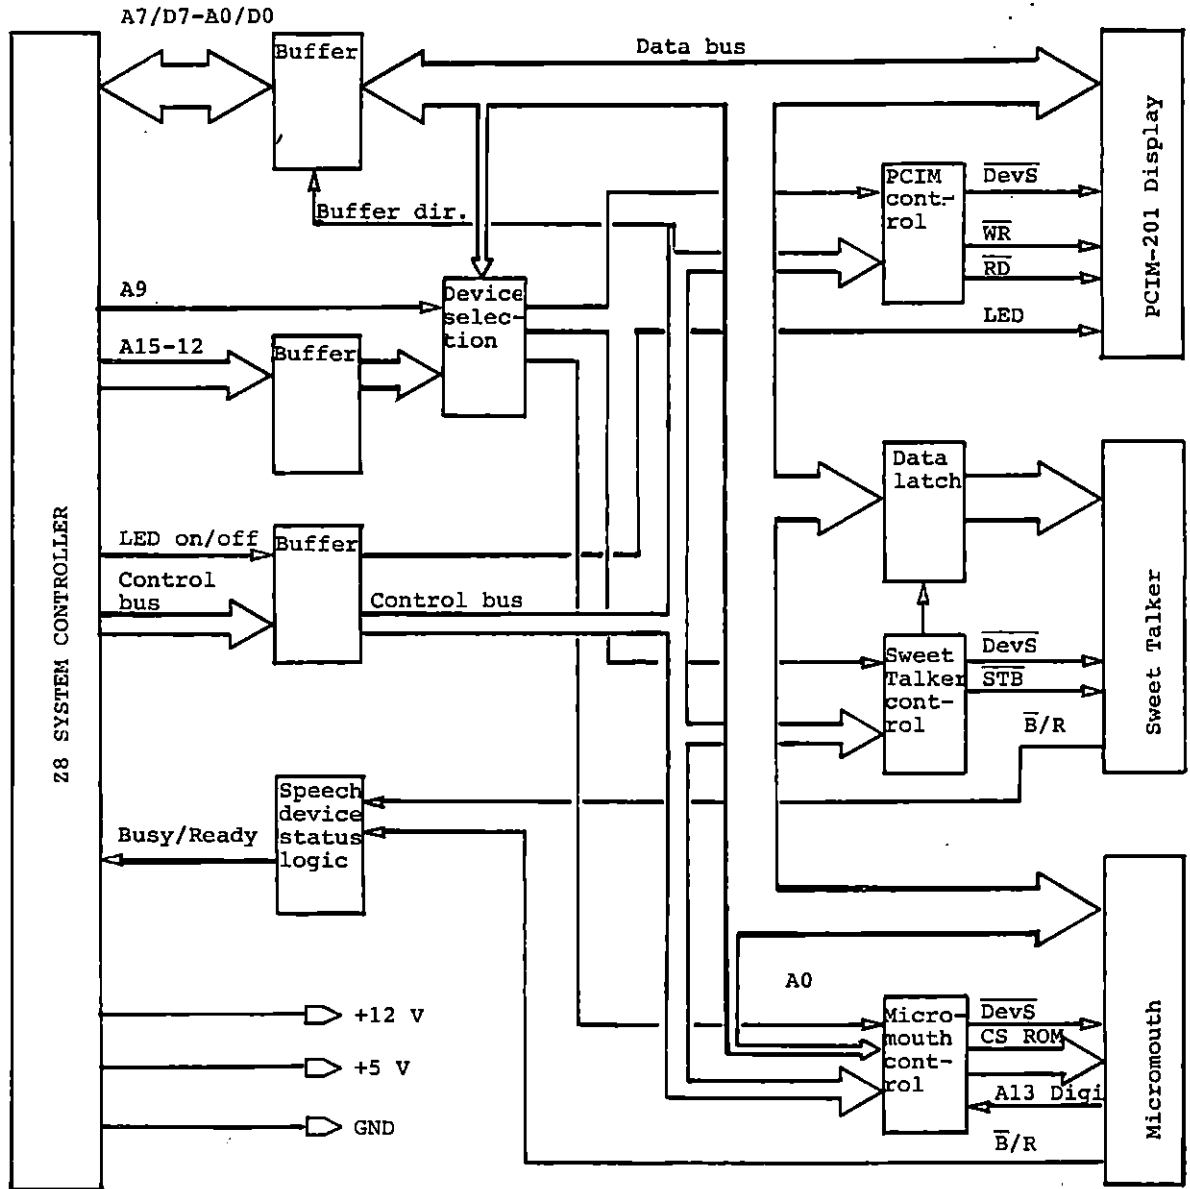 A7/D7-A0/D0
Buffer
Data bus
PCIM-201 Display
PCIM
cont-
rol
DevS
WR
RD
LED
Buffer dir.
A9
Device
selec-
tion
A15-12
Buffer
Z8 SYSTEM CONTROLLER
LED on/off
Buffer
Control
bus
Control bus
Data
latch
Sweet Talker
Sweet
Talker
cont-
rol
DevS
STB
B/R
Speech
device
status
logic
Busy/Ready
A0
Micro-
mouth
cont-
rol
DevS
CS ROM
A13 Digi
B/R
Micromouth
+12 V
+5 V
GND